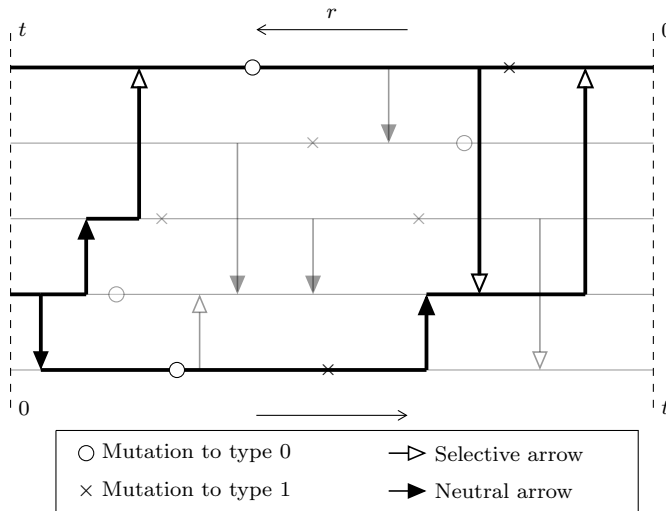 r
t
0
0
t
Mutation to type 0
Selective arrow
Mutation to type 1
Neutral arrow